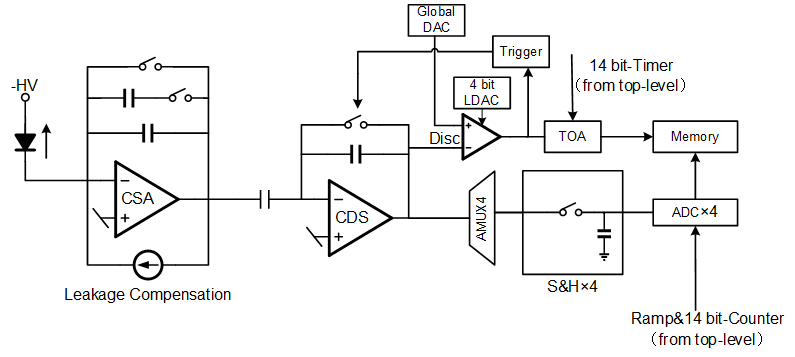 Global
DAC
Trigger
14 bit-Timer
（from top-level）
-HV
4 bit
LDAC
+
Disc
−
TOA
Memory
−
CSA
+
−
CDS
+
AMUX4
ADC×4
S&H×4
Leakage Compensation
Ramp&14 bit-Counter
（from top-level）